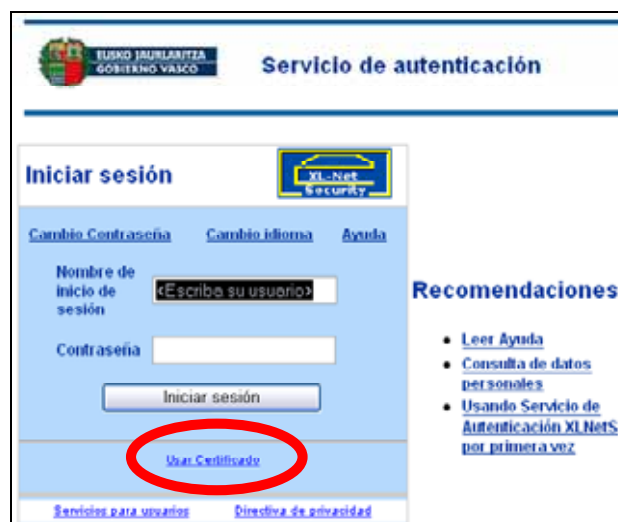 EUSKO JAURLARITZA
GOBIERNO VASCO
Servicio de autenticación
Iniciar sesión
XL-Net
Security
Cambio Contraseña Cambio idioma Ayuda
Nombre de
inicio de
sesión
<Escriba su usuario>
Contraseña
Iniciar sesión
Usar Certificado
Servicios para usuarios Directiva de privacidad
Recomendaciones
Leer Ayuda
Consulta de datos
personales
Usando Servicio de
Autenticación XLNetS
por primera vez